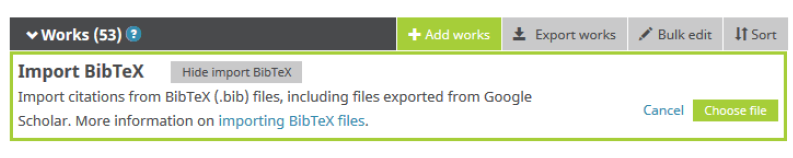 Works (53) ? + Add works Export works Bulk edit Sort
Import BibTeX Hide import BibTeX
Import citations from BibTeX (.bib) files, including files exported from Google
Scholar. More information on importing BibTeX files.
Cancel Choose file